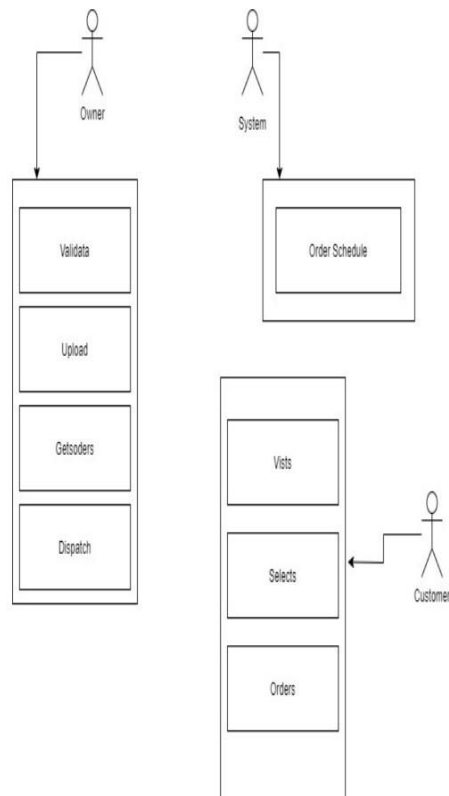 Owner
System
Validata
Upload
Getsoders
Dispatch
Order Schedule
Vists
Selects
Orders
Customer